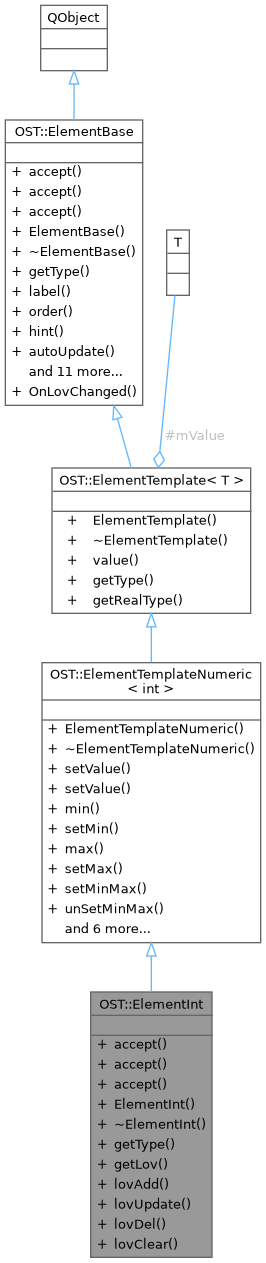 QObject
OST::ElementBase
+ accept()
+ accept()
+ accept()
+ ElementBase()
+ ~ElementBase()
+ getType()
+ label()
+ order()
+ hint()
+ autoUpdate()
and 11 more...
+ OnLovChanged()
T
#mValue
OST::ElementTemplate< T >
+ ElementTemplate()
+ ~ElementTemplate()
+ value()
+ getType()
+ getRealType()
OST::ElementTemplateNumeric
< int >
+ ElementTemplateNumeric()
+ ~ElementTemplateNumeric()
+ setValue()
+ setValue()
+ min()
+ setMin()
+ max()
+ setMax()
+ setMinMax()
+ unSetMinMax()
and 6 more...
OST::ElementInt
+ accept()
+ accept()
+ accept()
+ ElementInt()
+ ~ElementInt()
+ getType()
+ getLov()
+ lovAdd()
+ lovUpdate()
+ lovDel()
+ lovClear()